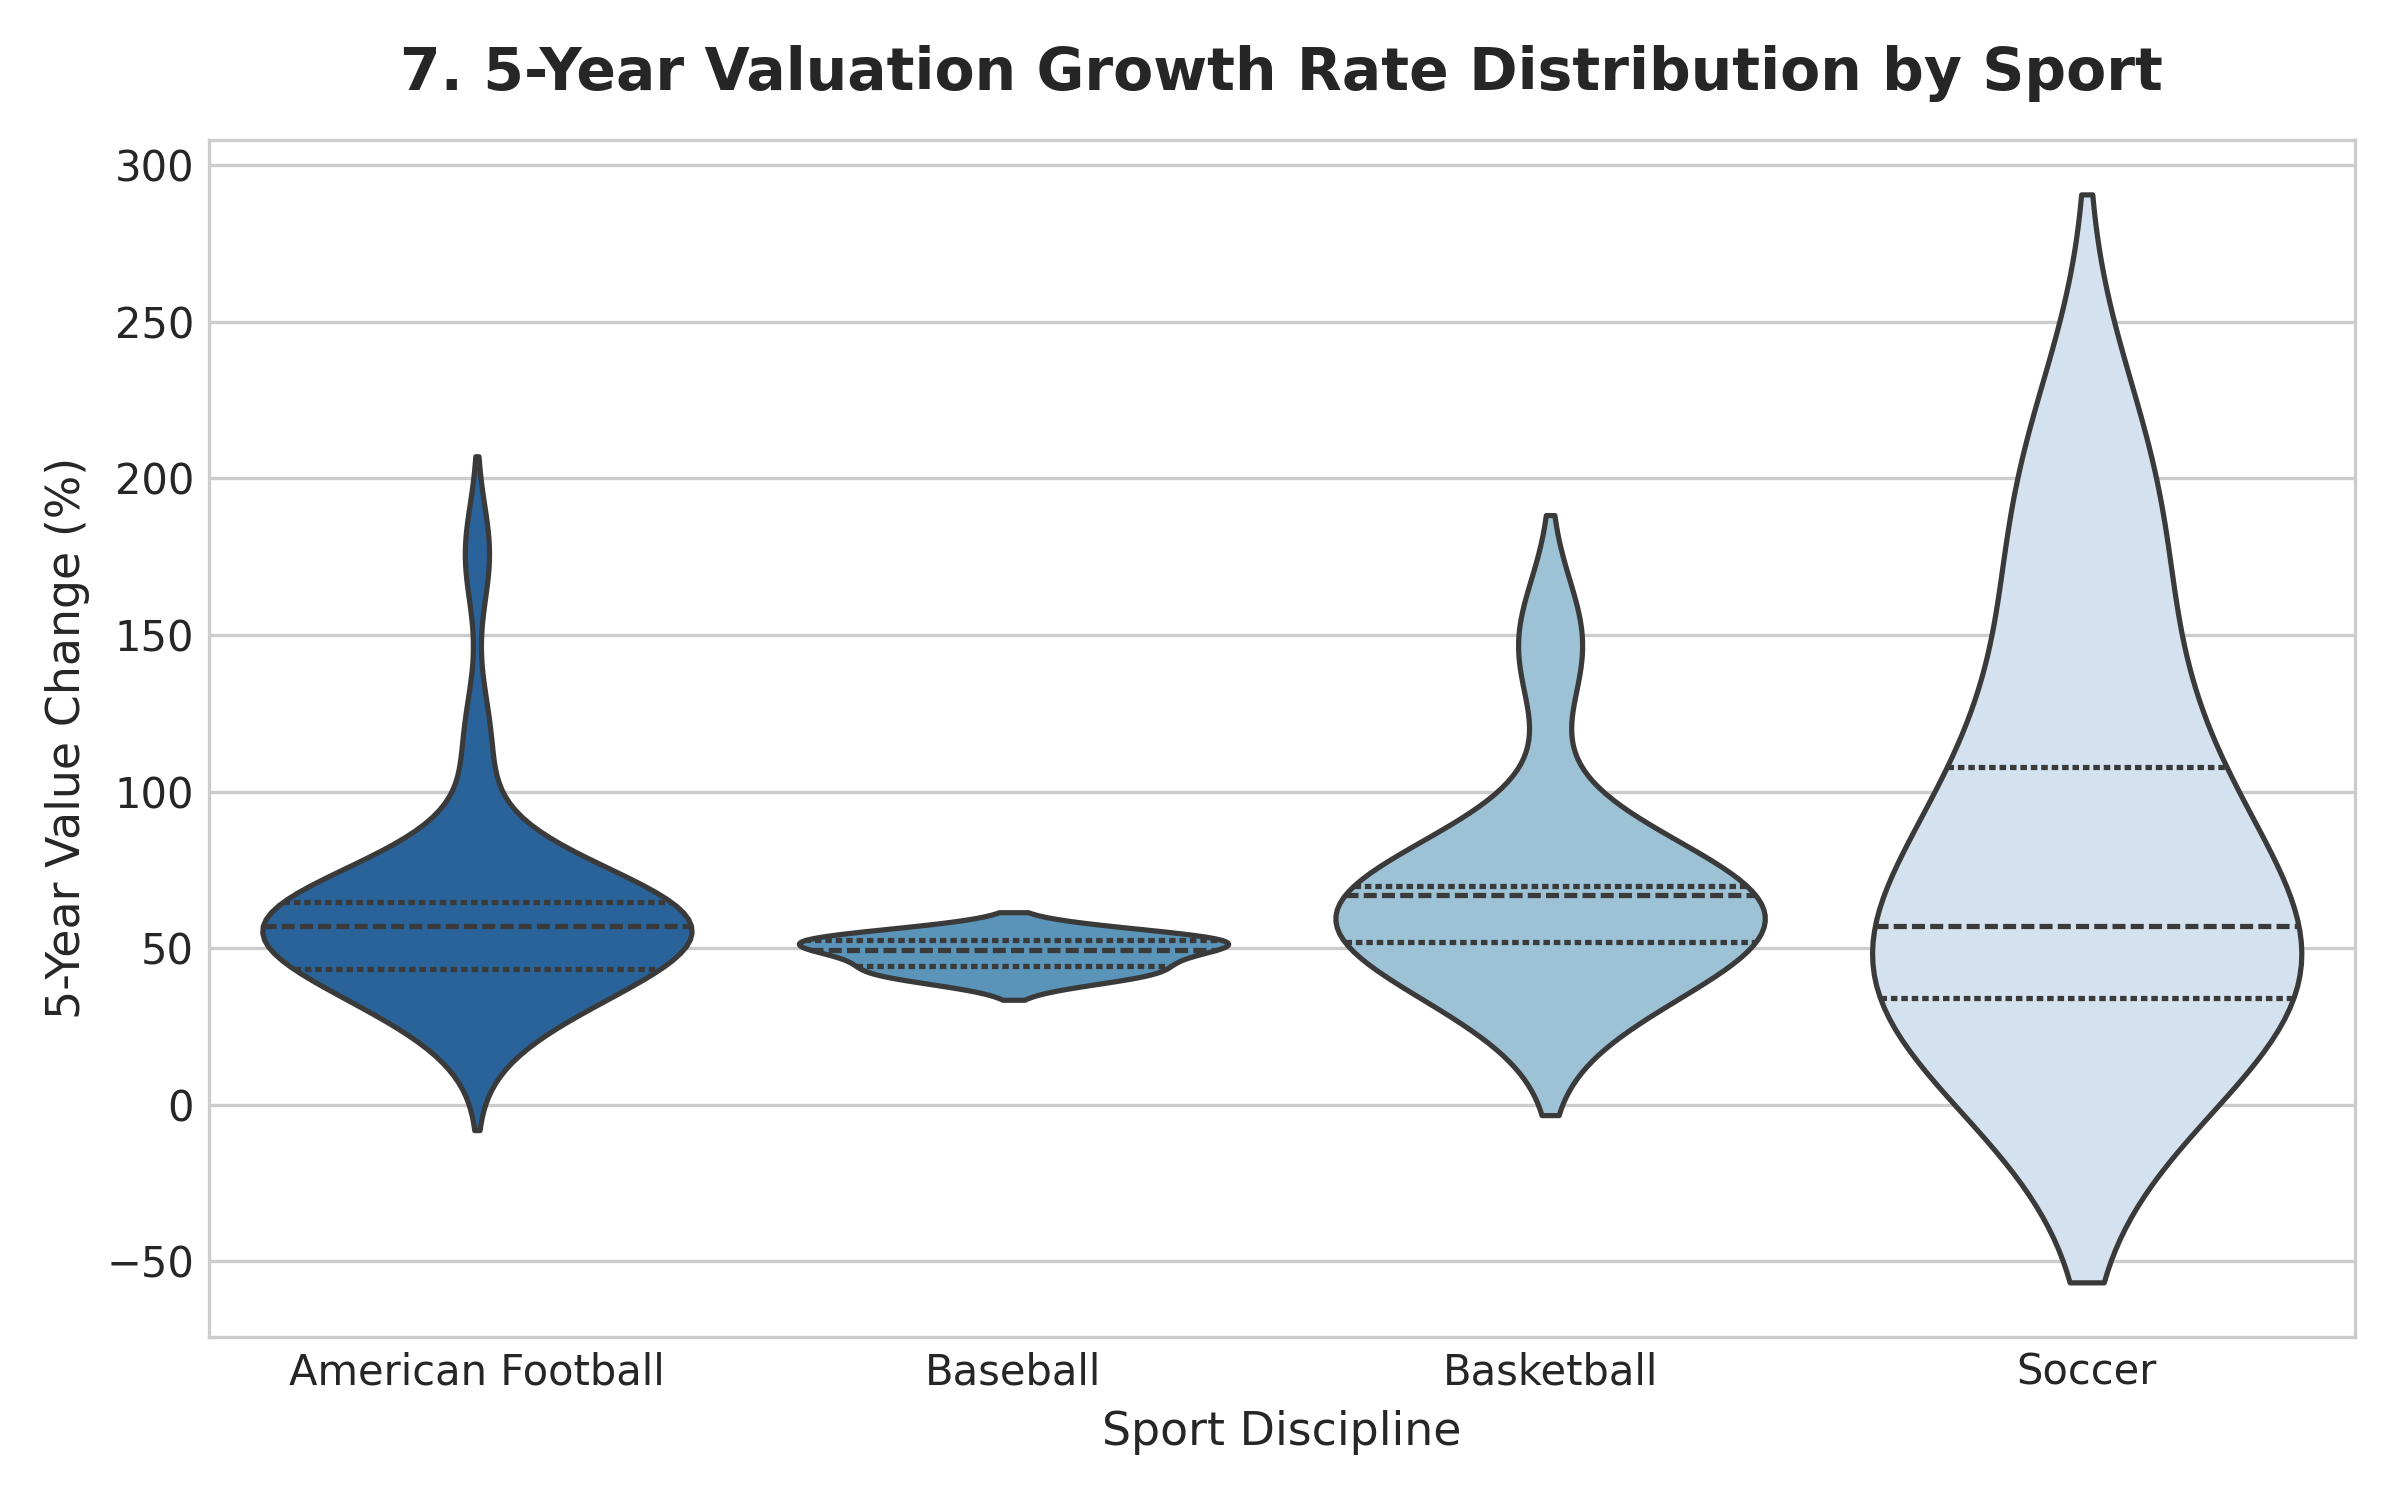 7. 5-Year Valuation Growth Rate Distribution by Sport
5-Year Value Change (%)
300
250
200
150
100
50
0
−50
American Football Baseball Basketball Soccer
Sport Discipline